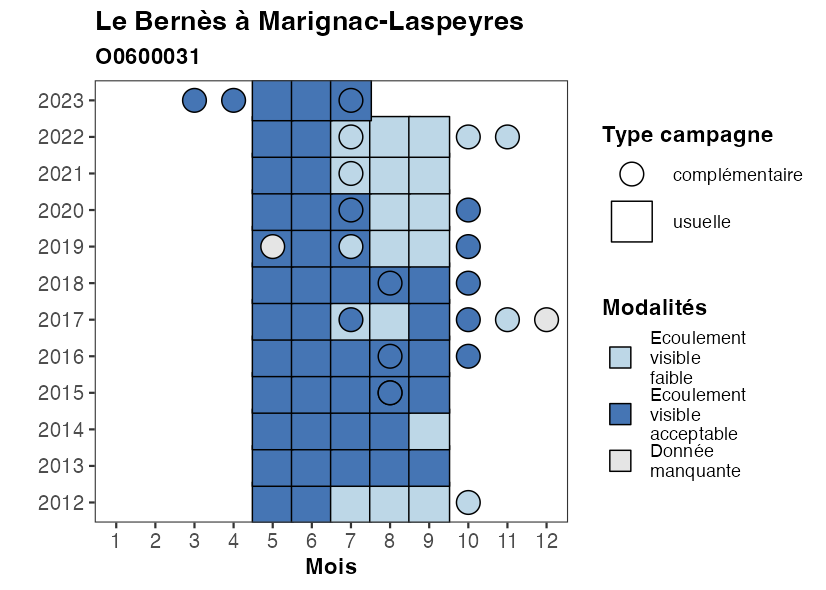 Le Bernès à Marignac-Laspeyres
O0600031
2023
2022
2021
2020
2019
2018
2017
2016
2015
2014
2013
2012
1 2 3 4 5 6 7 8 9 10 11 12
Mois
Type campagne
complémentaire
usuelle
Modalités
Ecoulement
visible
faible
Ecoulement
visible
acceptable
Donnée
manquante